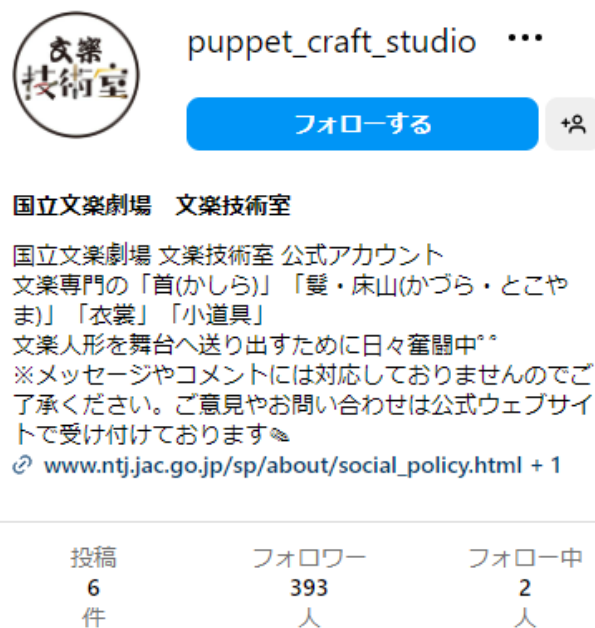 文楽
技術室
puppet_craft_studio
フォローする
国立文楽劇場 文楽技術室
国立文楽劇場 文楽技術室 公式アカウント
文楽専門の「首(かしら)」「鬘・床山(かづら・とこや
ま)」「衣裳」「小道具」
文楽人形を舞台へ送り出すために日々奮闘中^^
※メッセージやコメントには対応しておりませんのでご
了承ください。ご意見やお問い合わせは公式ウェブサイ
トで受け付けております✎
www.ntj.jac.go.jp/sp/about/social_policy.html + 1
投稿 フォロワー フォロー中
6 393 2
件 人 人